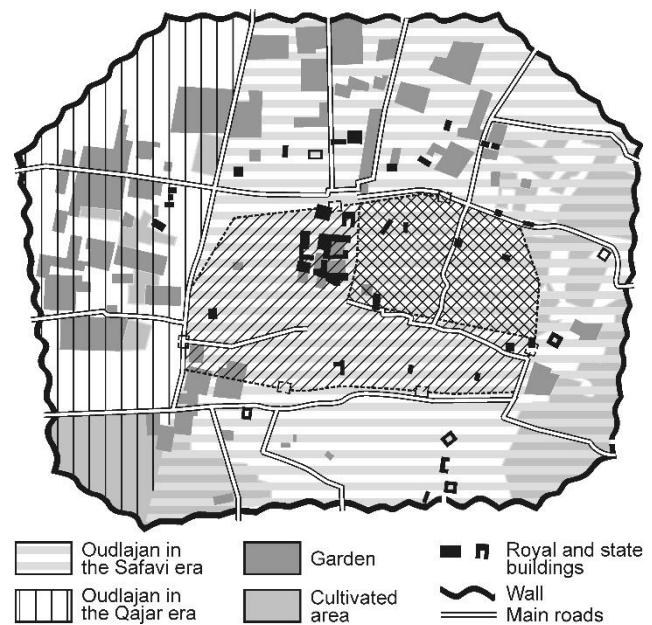 Oudlajan in
the Safavi era
Oudlajan in
the Qajar era
Garden
Cultivated
area
Royal and state
buildings
Wall
Main roads